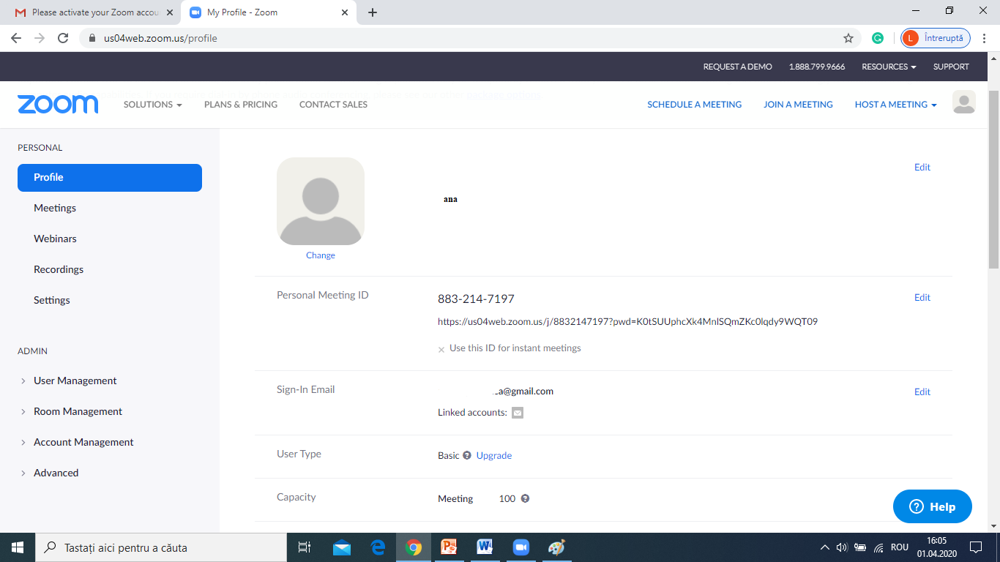 Please activate your Zoom accou
My Profile - Zoom
us04web.zoom.us/profile
L Întreruptă
REQUEST A DEMO 1.888.799.9666 RESOURCES SUPPORT
zoom SOLUTIONS PLANS & PRICING CONTACT SALES SCHEDULE A MEETING JOIN A MEETING HOST A MEETING
PERSONAL
Profile
Meetings
Webinars
Recordings
Settings
ADMIN
User Management
Room Management
Account Management
Advanced
ana
Edit
Change
Personal Meeting ID
883-214-7197
Edit
https://us04web.zoom.us/j/8832147197?pwd=K0tSUUphcXk4MnlSQmZKc0lqdy9WQT09
× Use this ID for instant meetings
Sign-In Email
a@gmail.com
Edit
Linked accounts:
User Type
Basic Upgrade
Capacity
Meeting 100
Help
Tastați aici pentru a căuta
ROU
16:05
01.04.2020